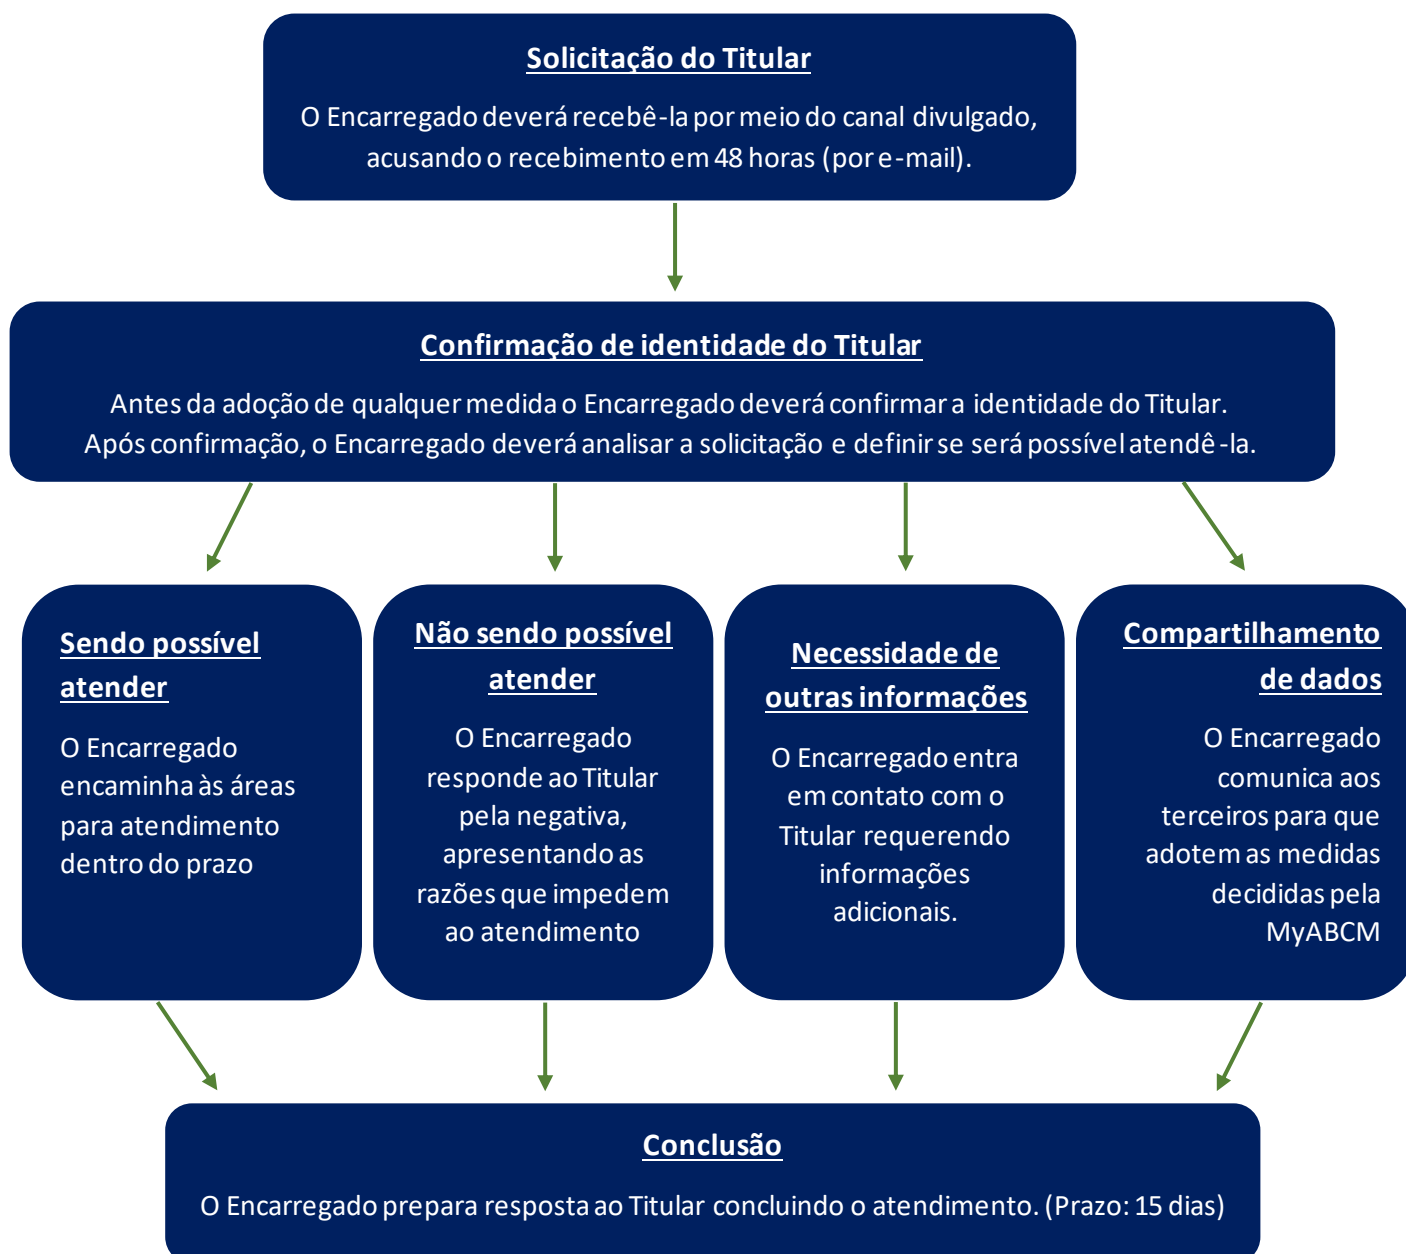 Solicitação do Titular
O Encarregado deverá recebê-la por meio do canal divulgado,
acusando o recebimento em 48 horas (por e-mail).
Confirmação de identidade do Titular
Antes da adoção de qualquer medida o Encarregado deverá confirmar a identidade do Titular.
Após confirmação, o Encarregado deverá analisar a solicitação e definir se será possível atendê-la.
Sendo possível
atender
O Encarregado
encaminha às áreas
para atendimento
dentro do prazo
Não sendo possível
atender
O Encarregado
responde ao Titular
pela negativa,
apresentando as
razões que impedem
ao atendimento
Necessidade de
outras informações
O Encarregado entra
em contato com o
Titular requerendo
informações
adicionais.
Compartilhamento
de dados
O Encarregado
comunica aos
terceiros para que
adotem as medidas
decididas pela
MyABCM
Conclusão
O Encarregado prepara resposta ao Titular concluindo o atendimento. (Prazo: 15 dias)